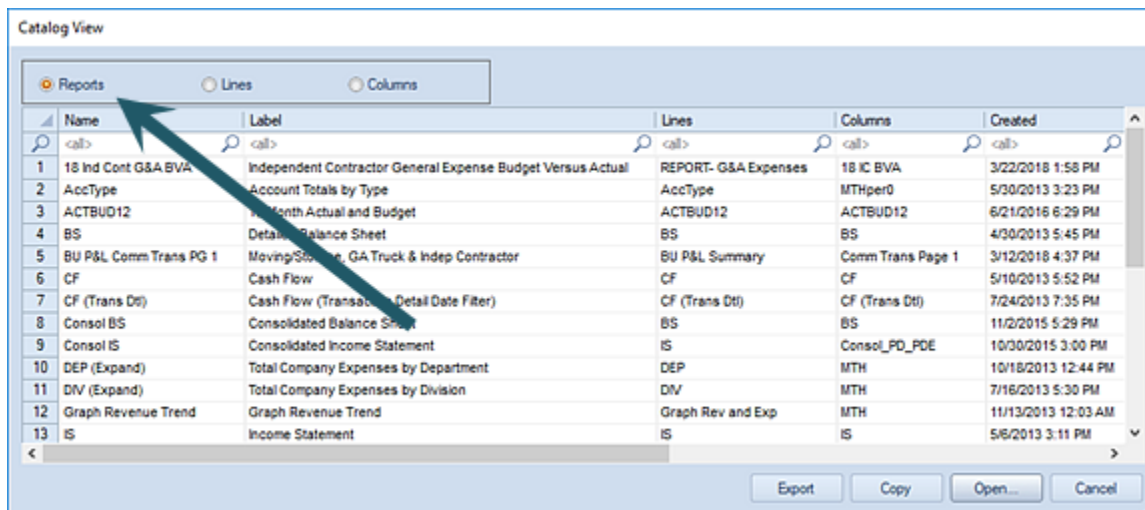 Catalog View
Reports Lines Columns
Name Label Lines Columns Created
<all> <all> <all> <all> <all>
1 18 Ind Cont G&A BVA Independent Contractor General Expense Budget Versus Actual REPORT- G&A Expenses 18 IC BVA 3/22/2018 1:58 PM
2 AccType Account Totals by Type AccType MTHper0 5/30/2013 3:23 PM
3 ACTBUD12 Month Actual and Budget ACTBUD12 ACTBUD12 6/21/2016 6:29 PM
4 BS Balance Sheet BS BS 4/30/2013 5:45 PM
5 BU P&L Comm Trans PG 1 GA Truck & Indep Contractor BU P&L Summary Comm Trans Page 1 3/12/2018 4:37 PM
6 CF Cash Flow CF CF 5/10/2013 5:52 PM
7 CF (Trans Dtl) Cash Flow Detail Date Filter) CF (Trans Dtl) CF (Trans Dtl) 7/24/2013 7:35 PM
8 Consol BS Consolidated Balance BS BS 11/2/2015 5:29 PM
9 Consol IS Consolidated Income Statement IS Consol_PD_PDE 10/30/2015 3:00 PM
10 DEP (Expand) Total Company Expenses by Department DEP MTH 10/18/2013 12:44 PM
11 DIV (Expand) Total Company Expenses by Division DIV MTH 7/16/2013 5:30 PM
12 Graph Revenue Trend Graph Revenue Trend Graph Rev and Exp MTH 11/13/2013 12:03 AM
13 IS Income Statement IS IS 5/6/2013 3:11 PM
Export Copy Open... Cancel